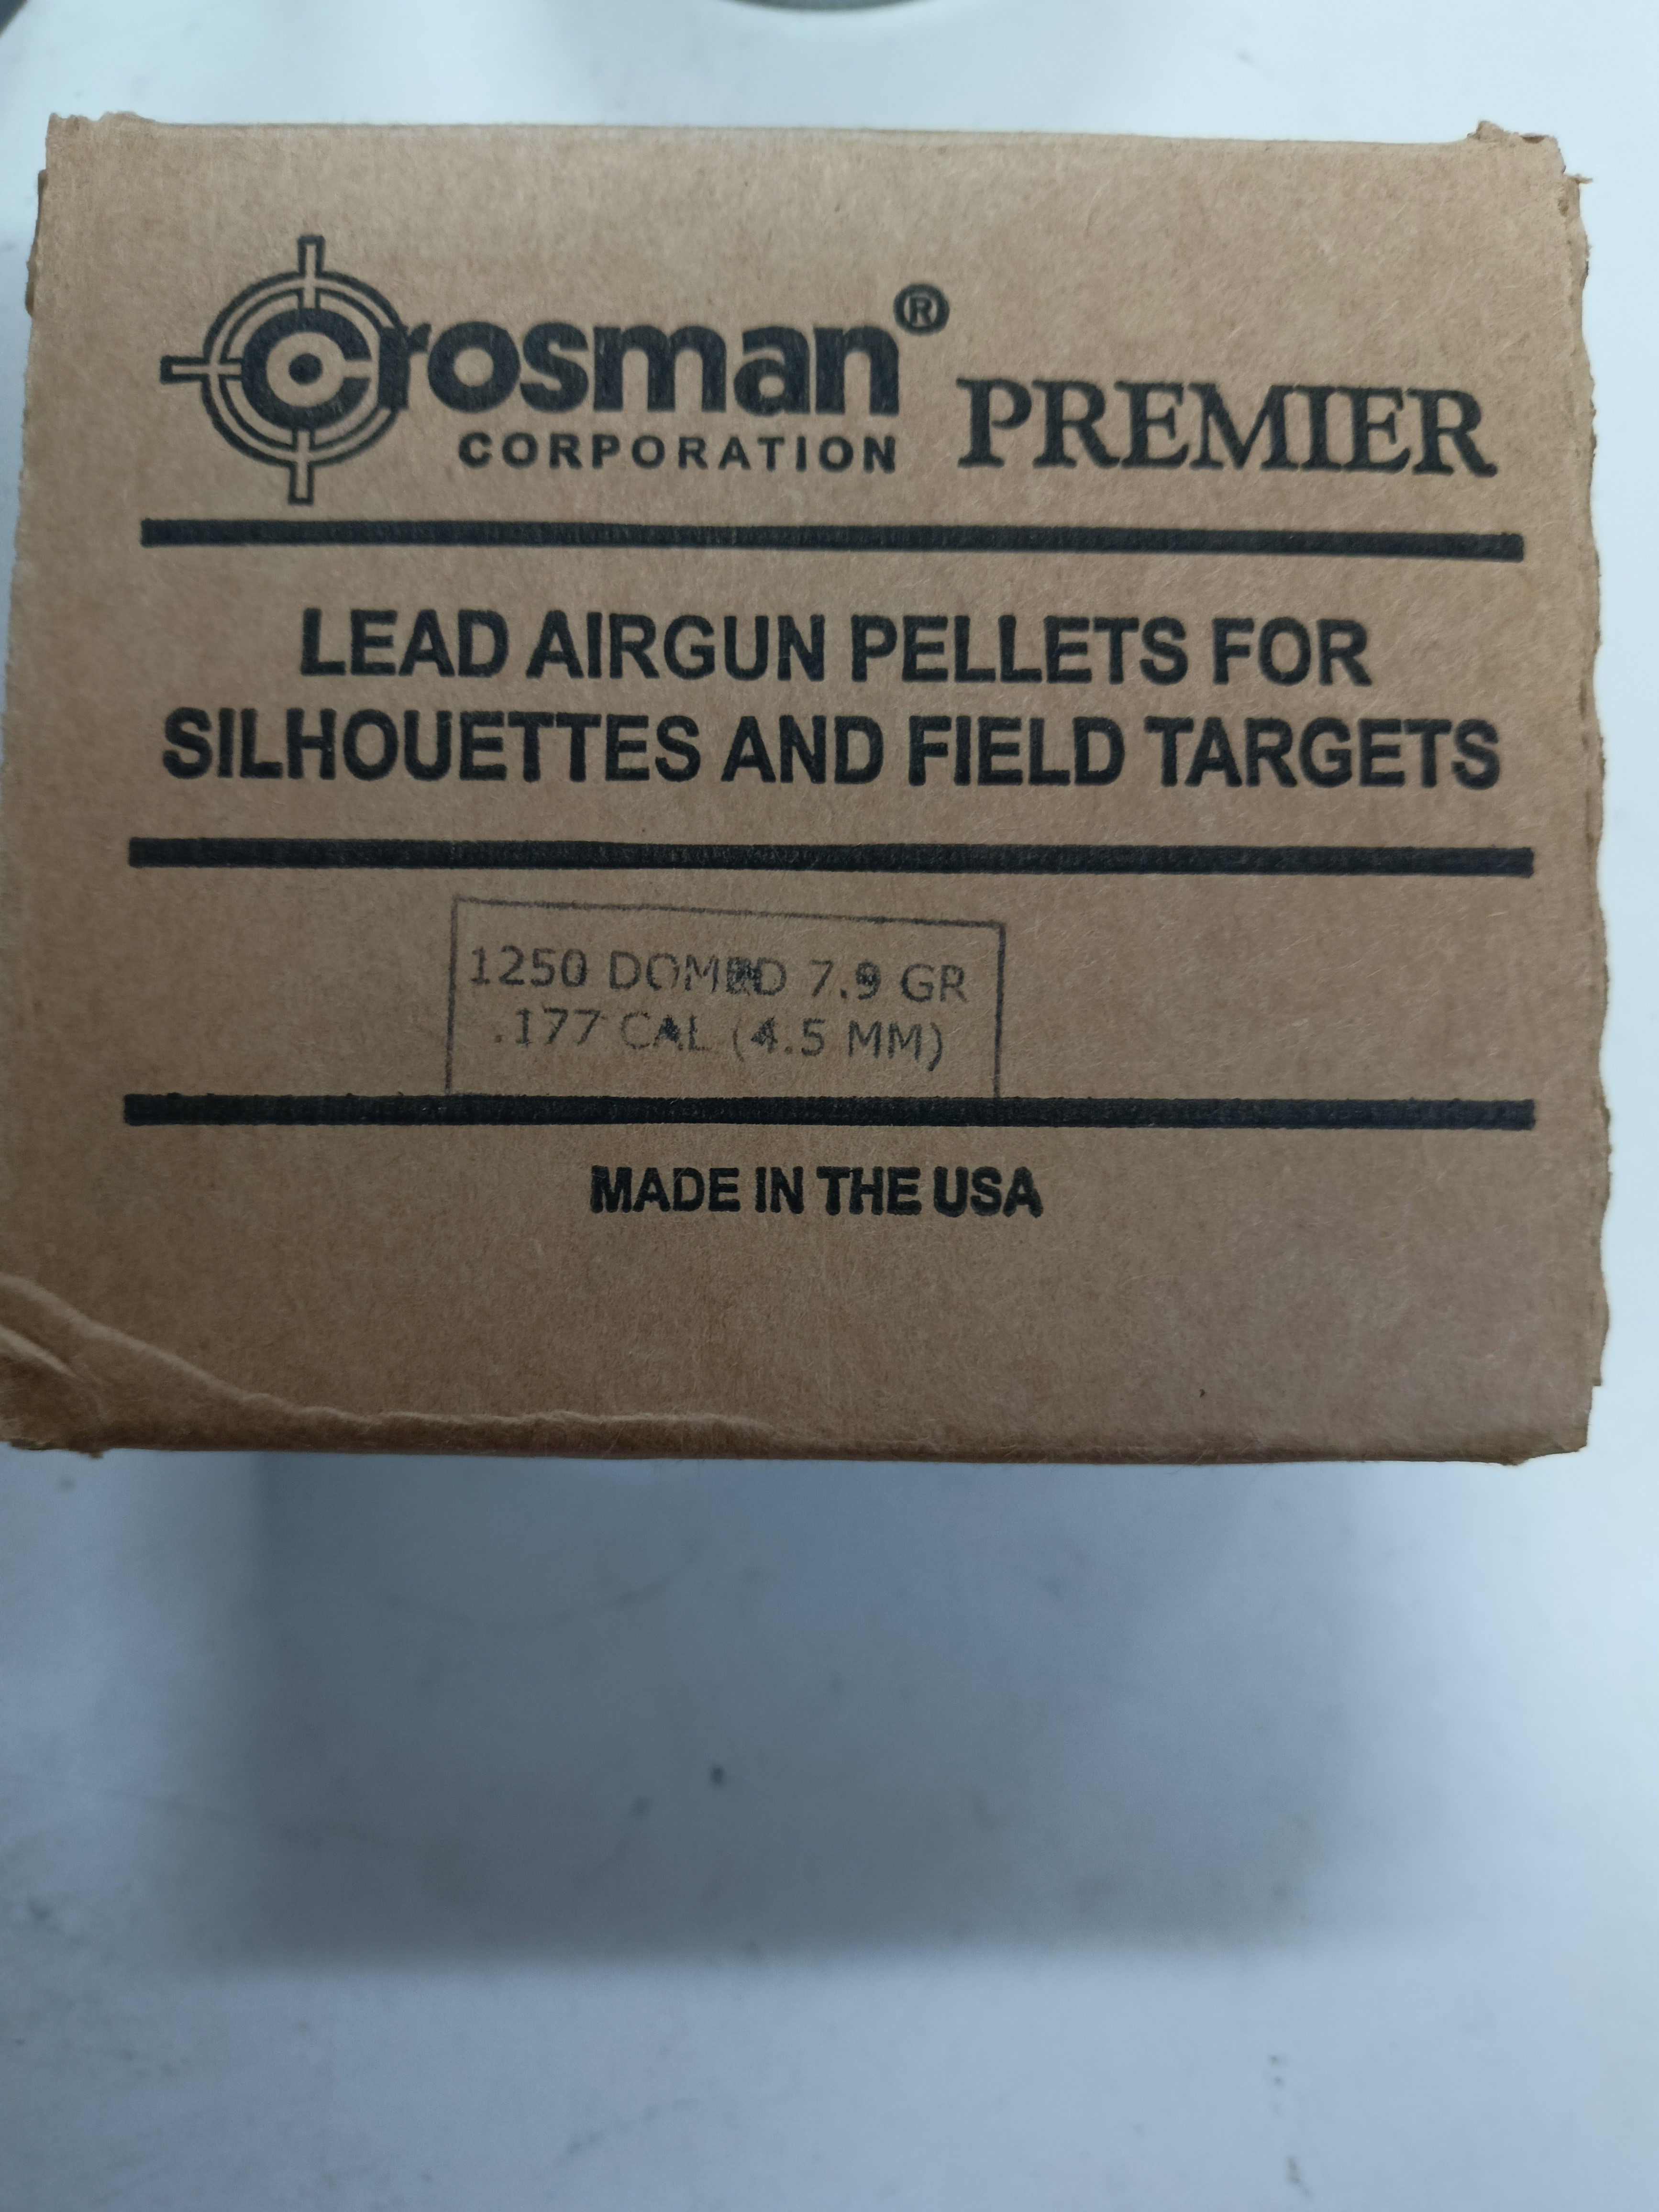 Crosman® PREMIER
CORPORATION
LEAD AIRGUN PELLETS FOR
SILHOUETTES AND FIELD TARGETS
1250 DOMED 7.9 GR
.177 CAL (4.5 MM)
MADE IN THE USA